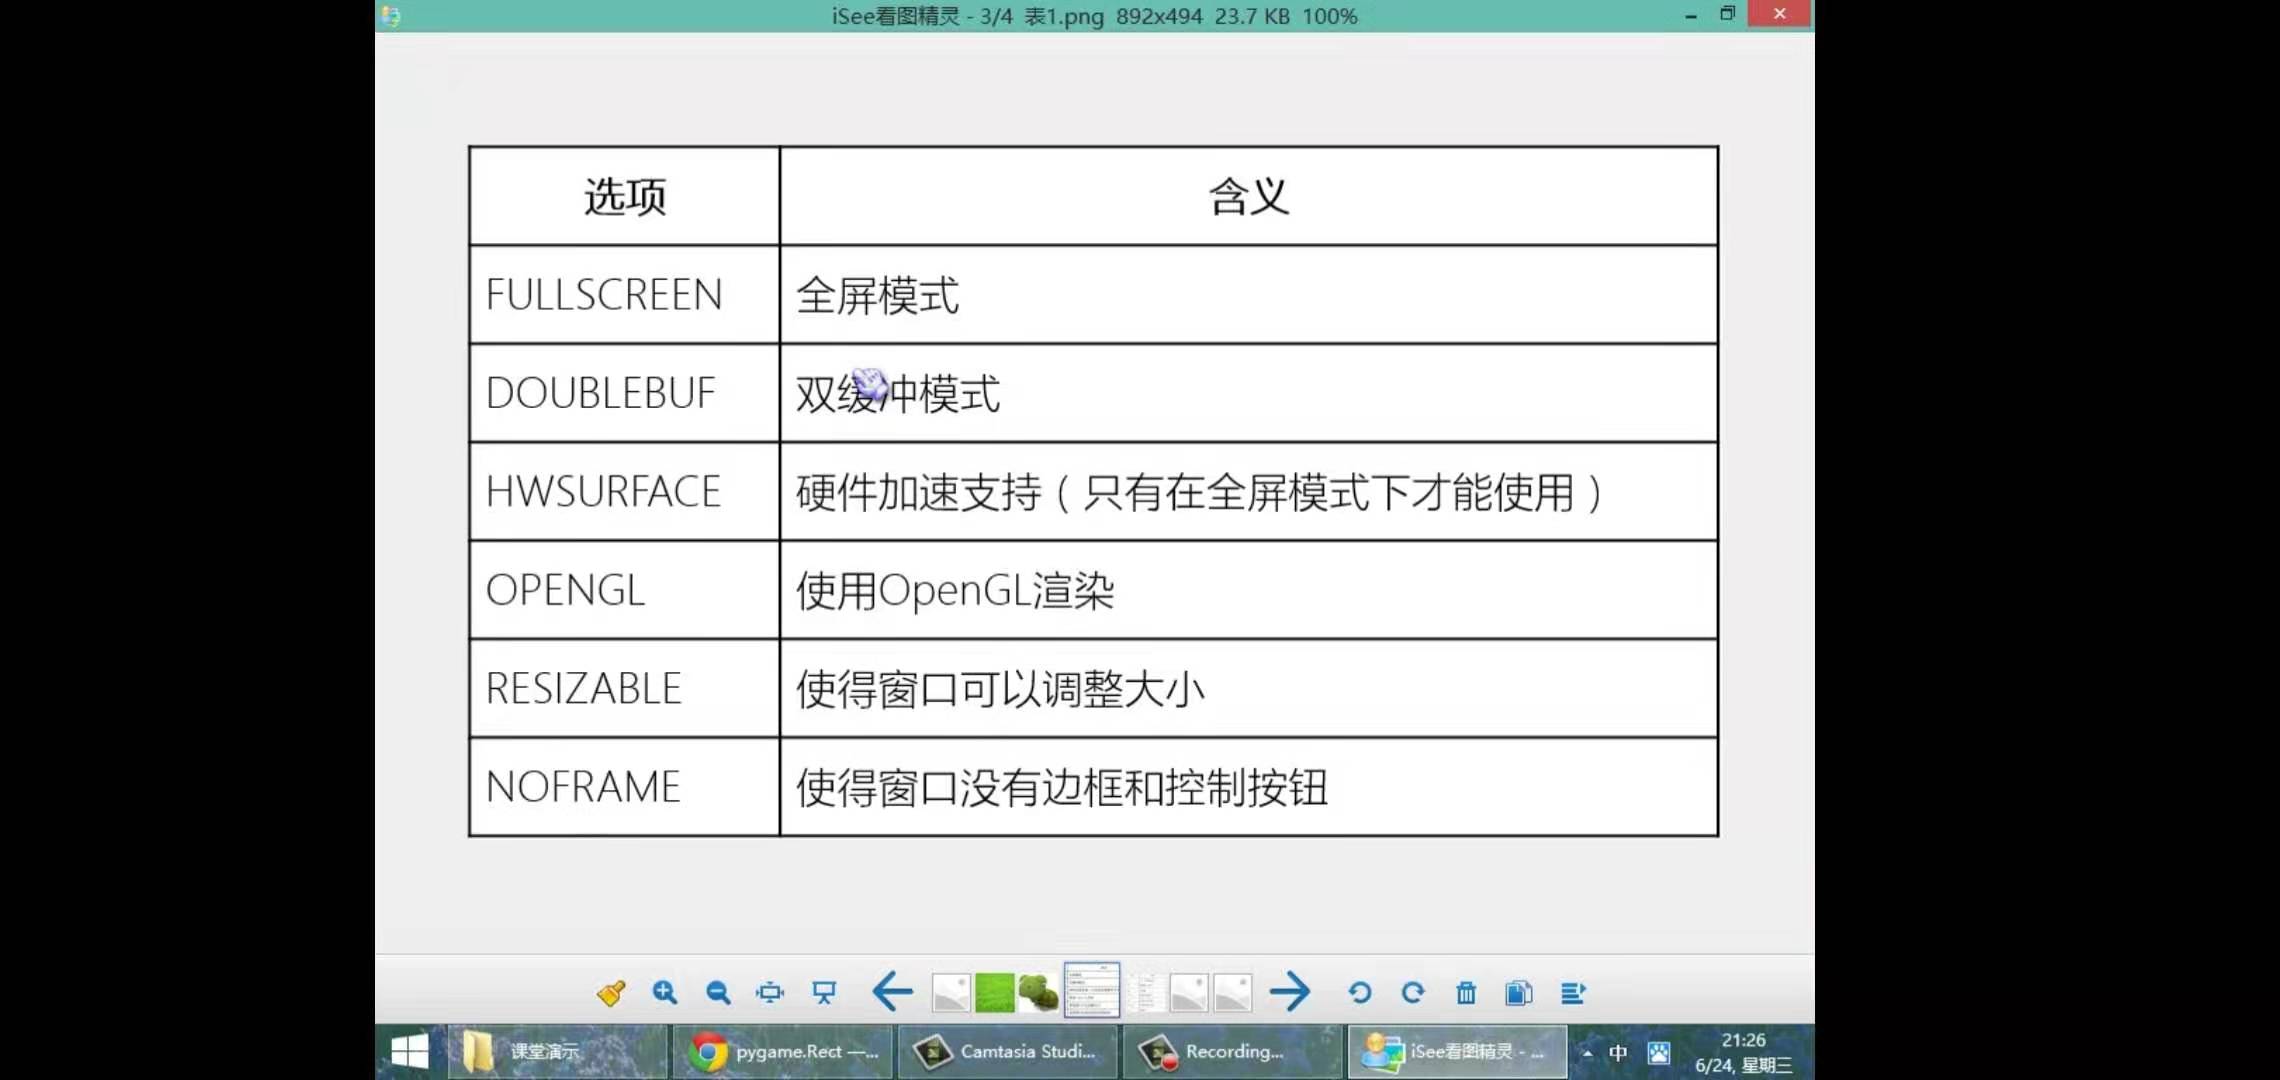 iSee看图精灵 - 3/4 表1.png 892x494 23.7 KB 100%
选项 含义
FULLSCREEN 全屏模式
DOUBLEBUF 双缓冲模式
HWSURFACE 硬件加速支持（只有在全屏模式下才能使用）
OPENGL 使用OpenGL渲染
RESIZABLE 使得窗口可以调整大小
NOFRAME 使得窗口没有边框和控制按钮
课堂演示 pygame.Rect —... Camtasia Studi... Recording... iSee看图精灵 - ... 中 21:26
6/24, 星期三